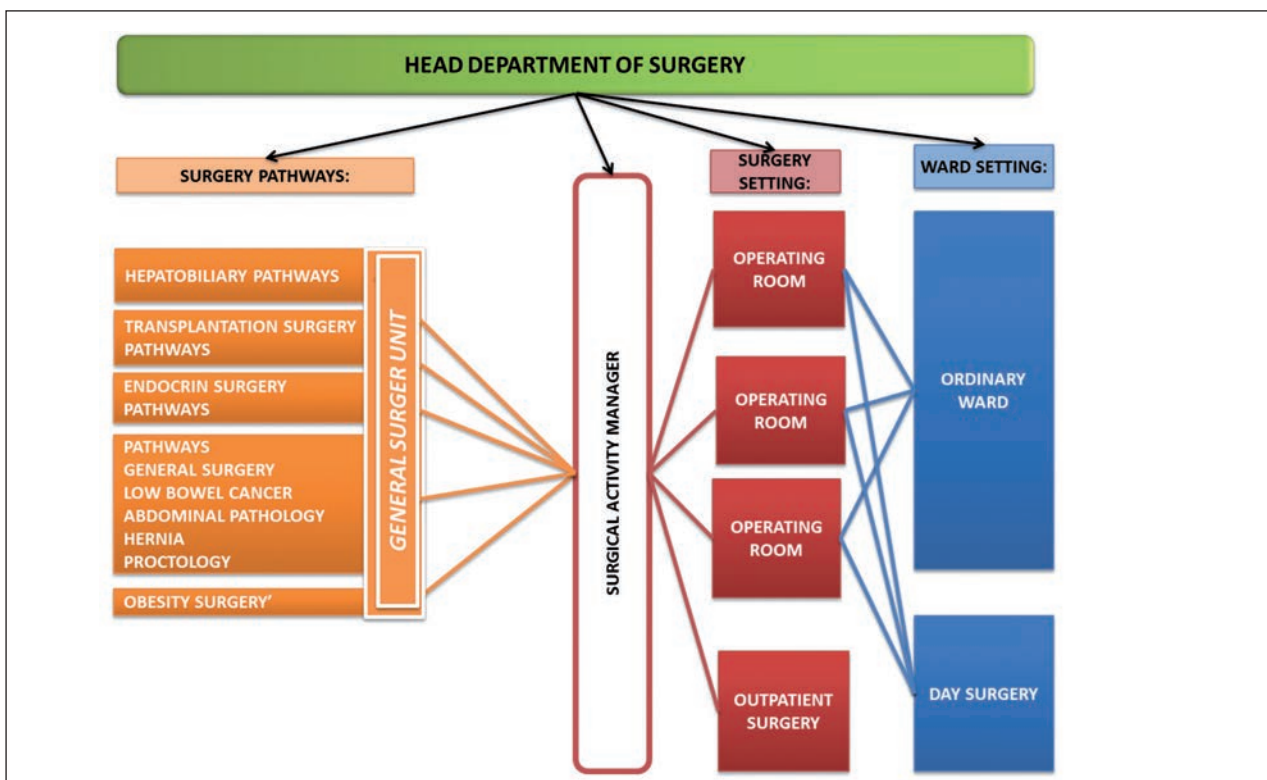 HEAD DEPARTMENT OF SURGERY
SURGERY PATHWAYS:
SURGERY
SETTING:
WARD SETTING:
HEPATOBILIARY PATHWAYS
TRANSPLANTATION SURGERY
PATHWAYS
ENDOCRIN SURGERY
PATHWAYS
PATHWAYS
GENERAL SURGERY
LOW BOWEL CANCER
ABDOMINAL PATHOLOGY
HERNIA
PROCTOLOGY
OBESITY SURGERY’
GENERAL SURGER UNIT
SURGICAL ACTIVITY MANAGER
OPERATING
ROOM
OPERATING
ROOM
OPERATING
ROOM
OUTPATIENT
SURGERY
ORDINARY
WARD
DAY SURGERY